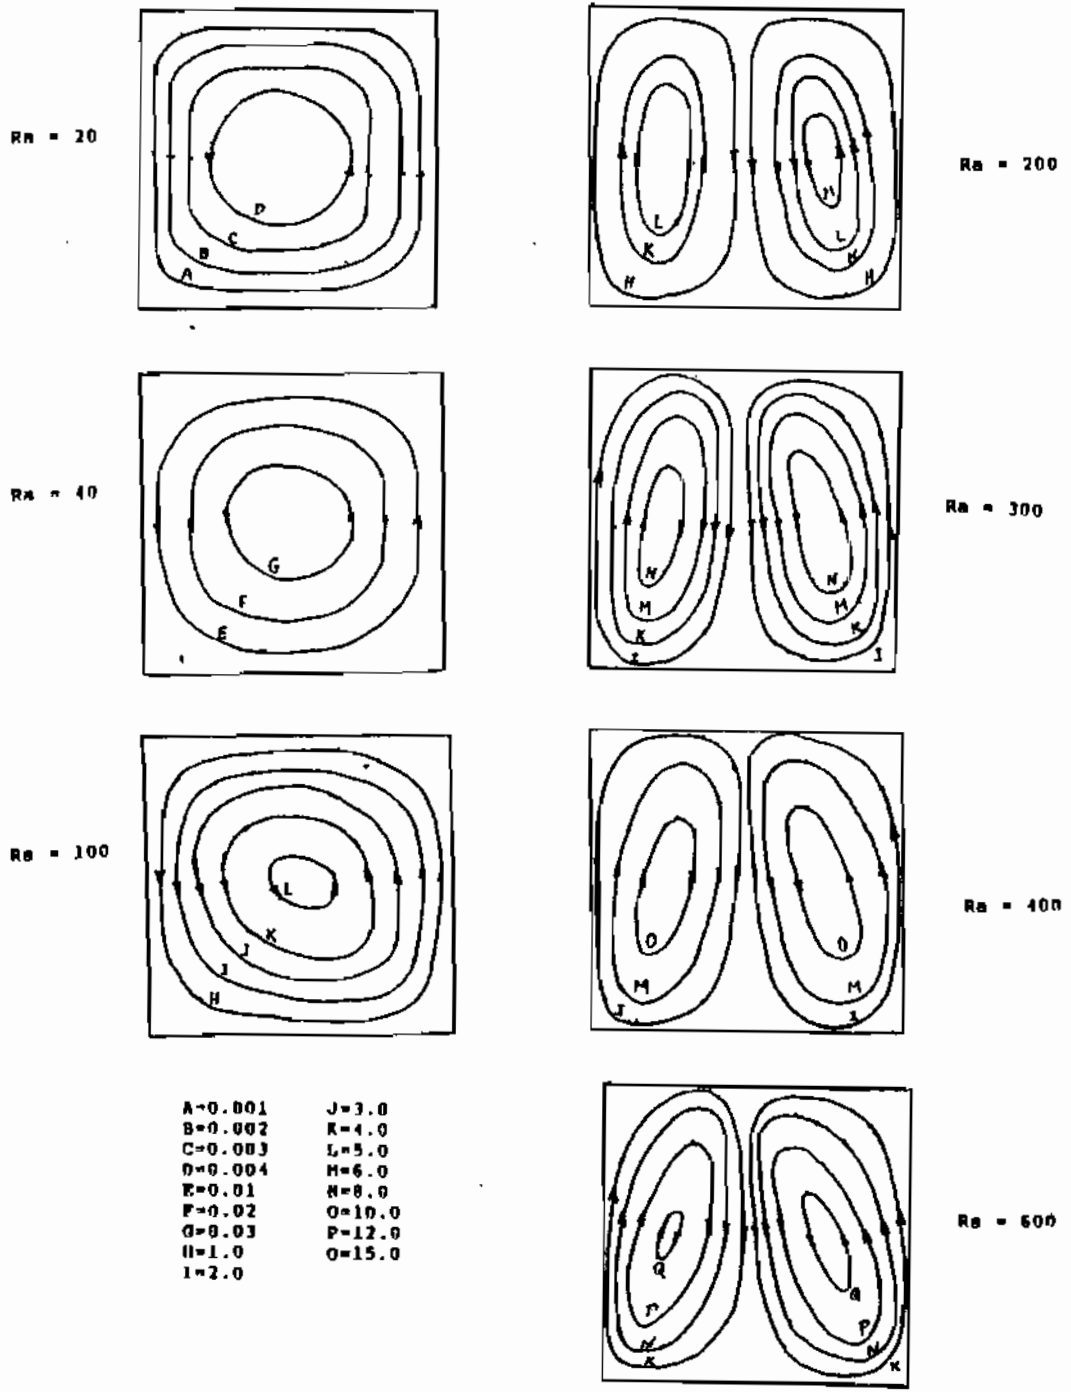 Ra = 20
D
C
B
A
Ra = 200
M
L
L
K
K
H
H
Ra = 40
G
F
E
Ra = 300
N
N
M
M
K
K
I
I
Ra = 100
L
K
J
I
H
Ra = 400
O
O
M
M
I
I
Ra = 600
Q
Q
P
P
N
N
K
K
A=0.001 J=3.0
B=0.002 K=4.0
C=0.003 L=5.0
D=0.004 M=6.0
E=0.01 N=8.0
F=0.02 O=10.0
G=0.03 P=12.0
H=1.0 Q=15.0
I=2.0